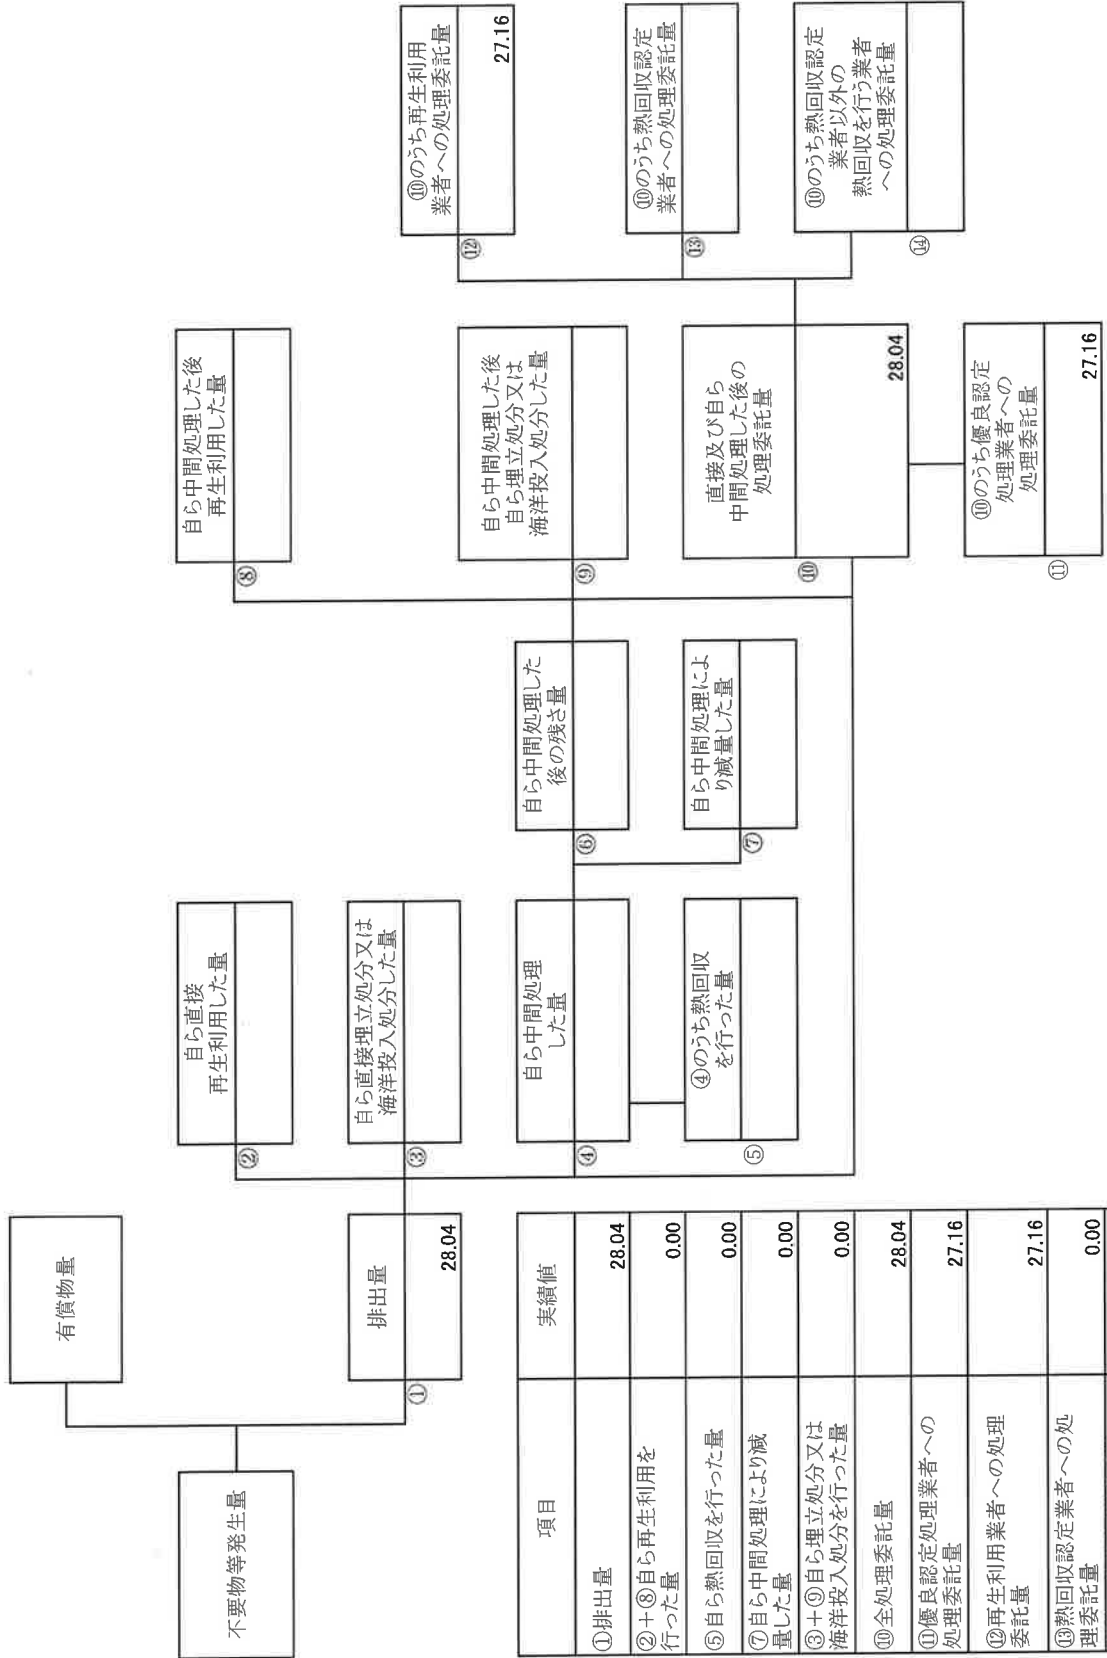 不要物等発生量
有償物量
排出量
①
28.04
自ら直接
再生利用した量
②
自ら直接埋立処分又は
海洋投入処分した量
③
自ら中間処理
した量
④
④のうち熱回収
を行った量
⑤
自ら中間処理した
後の残さ量
⑥
自ら中間処理によ
り減量した量
⑦
自ら中間処理した後
再生利用した量
⑧
自ら中間処理した後
自ら埋立処分又は
海洋投入処分した量
⑨
直接及び自ら
中間処理した後の
処理委託量
⑩
28.04
⑩のうち優良認定
処理業者への
処理委託量
⑪
27.16
⑩のうち再生利用
業者への処理委託量
⑫
27.16
⑩のうち熱回収認定
業者への処理委託量
⑬
⑩のうち熱回収認定
業者以外の
熱回収を行う業者
への処理委託量
⑭
項目 実績値
①排出量 28.04
②+⑧自ら再生利用を
行った量 0.00
⑤自ら熱回収を行った量 0.00
⑦自ら中間処理により減
量した量 0.00
③+⑨自ら埋立処分又は
海洋投入処分を行った量 0.00
⑩全処理委託量 28.04
⑪優良認定処理業者への
処理委託量 27.16
⑫再生利用業者への処理
委託量 27.16
⑬熱回収認定業者への処
理委託量 0.00